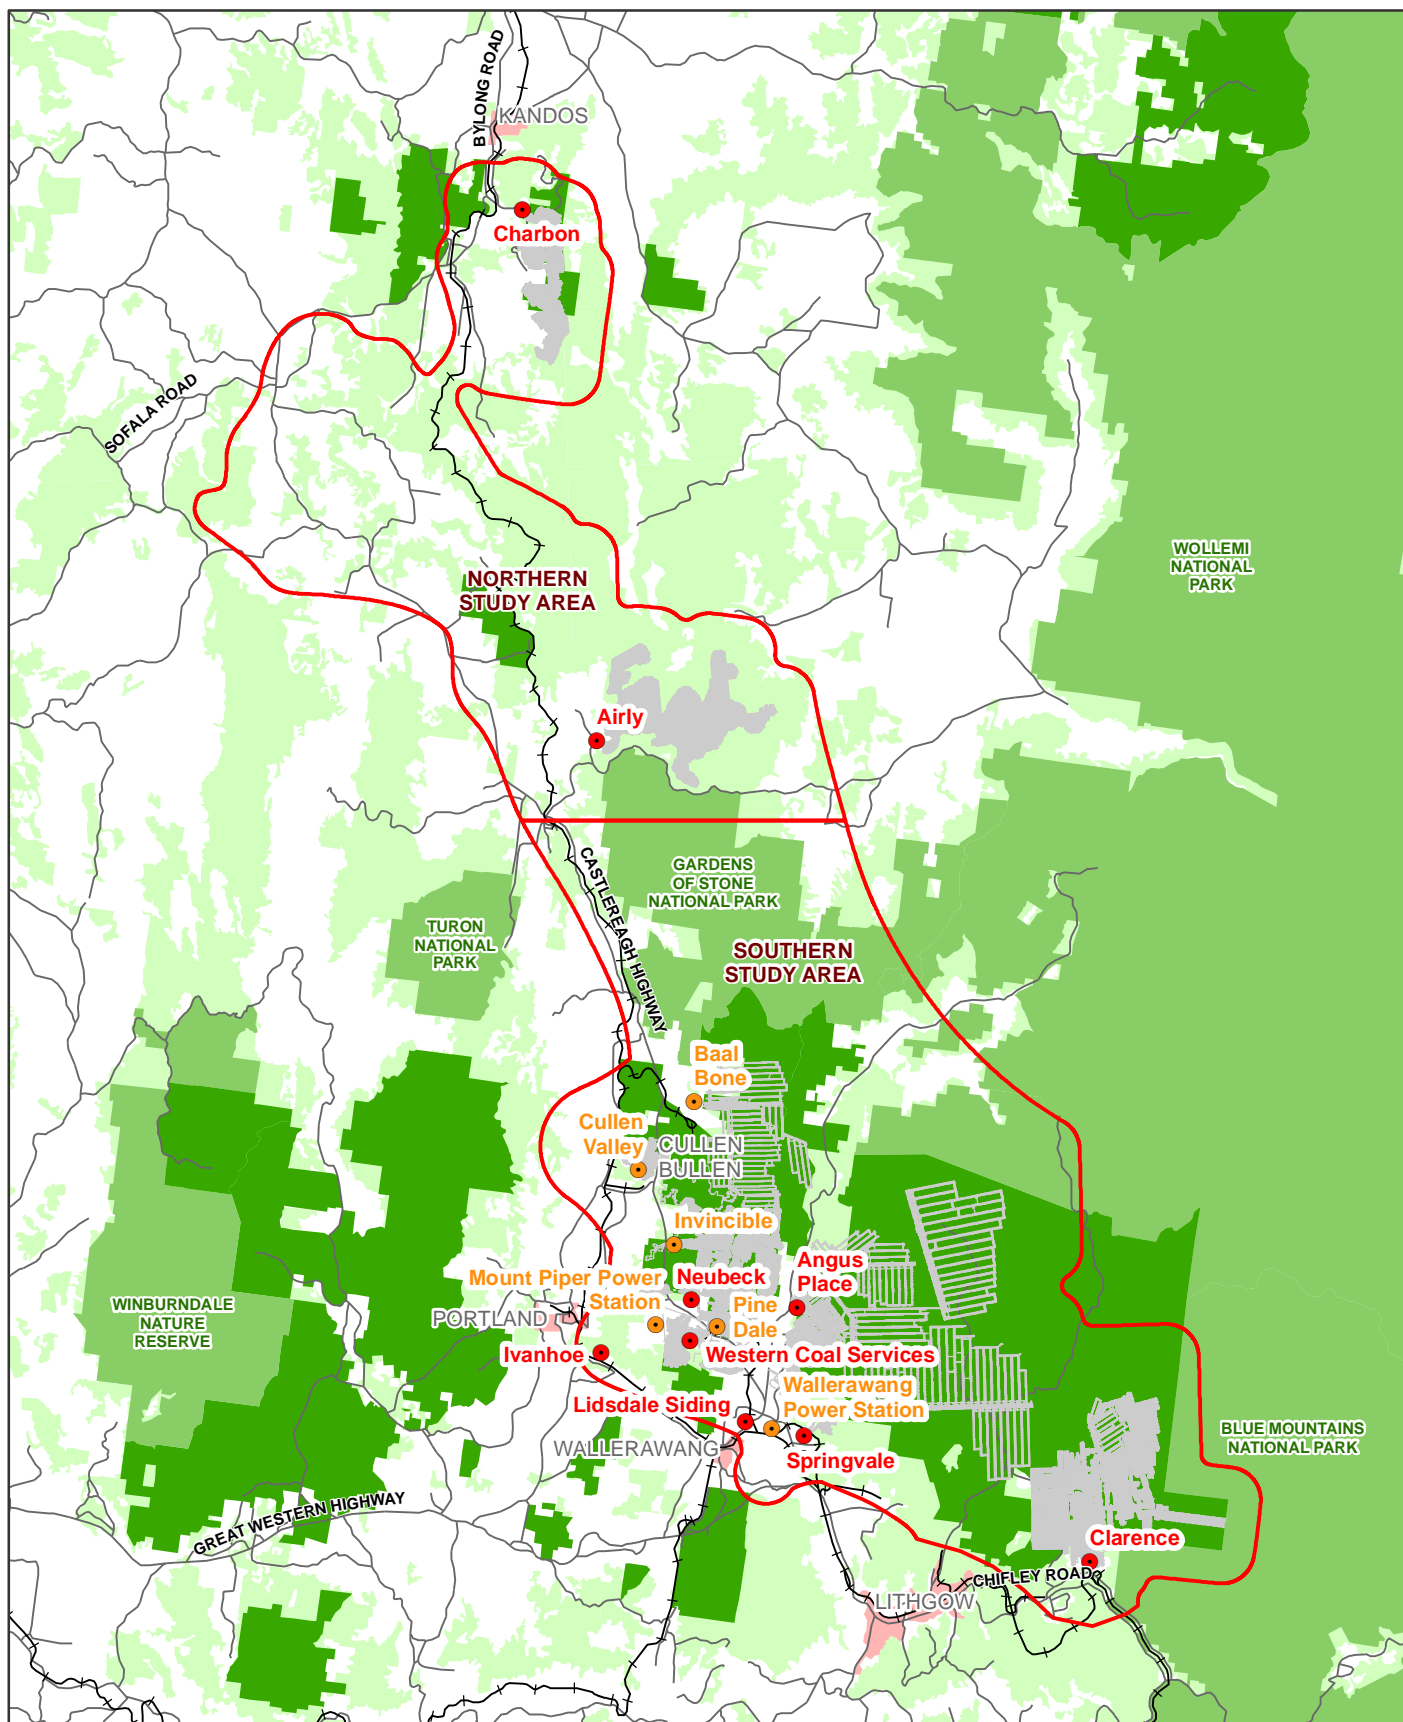 BYLONG ROAD
KANDOS
Charbon
SOFALA ROAD
WOLLEMI
NATIONAL
PARK
NORTHERN
STUDY AREA
Airly
CASTLEREAGH HIGHWAY
GARDENS
OF STONE
NATIONAL PARK
TURON
NATIONAL
PARK
SOUTHERN
STUDY AREA
Baal
Bone
Cullen
Valley
CULLEN
BULLEN
Invincible
Angus
Place
Neubeck
Mount Piper Power
Station
Pine
Dale
WINBURNDALE
NATURE
RESERVE
PORTLAND
Ivanhoe
Western Coal Services
Wallerawang
Power Station
Lidsdale Siding
WALLERAWANG
Springvale
BLUE MOUNTAINS
NATIONAL PARK
GREAT WESTERN HIGHWAY
Clarence
CHIFLEY ROAD
LITHGOW